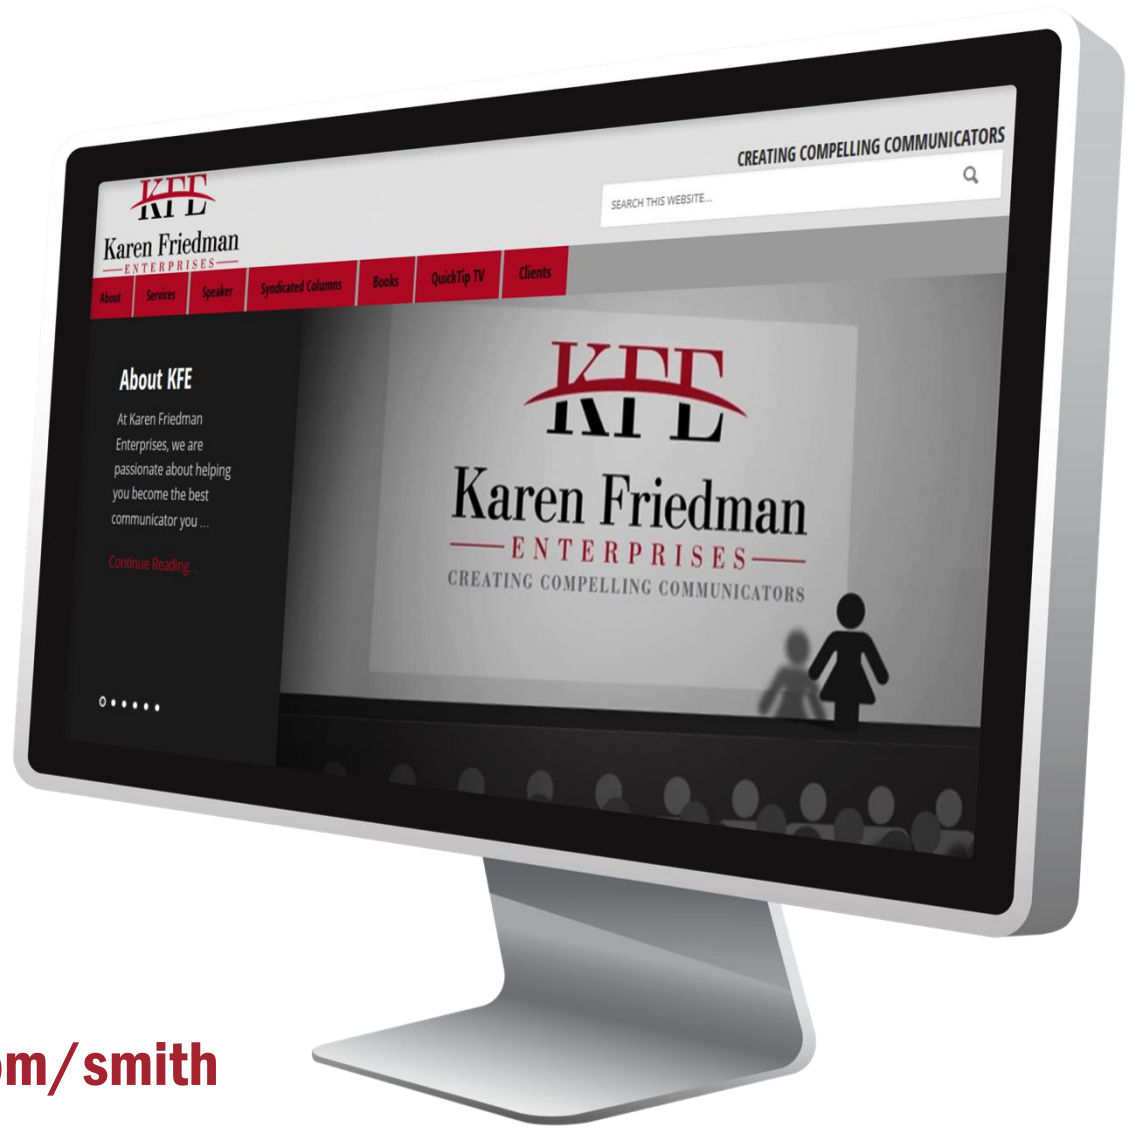 CREATING COMPELLING COMMUNICATORS
KFE
SEARCH THIS WEBSITE...
Karen Friedman
ENTERPRISES
About Services Speaker Syndicated Columns Books QuickTip TV Clients
About KFE
At Karen Friedman
Enterprises, we are
passionate about helping
you become the best
communicator you ...
Continue Reading...
KFE
Karen Friedman
ENTERPRISES
CREATING COMPELLING COMMUNICATORS
om/smith